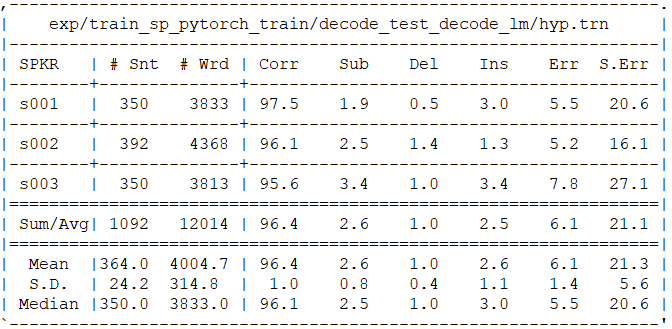 ,-----------------------------------------------------------------.
|    exp/train_sp_pytorch_train/decode_test_decode_lm/hyp.trn     |
|-----------------------------------------------------------------|
| SPKR   | # Snt  # Wrd | Corr    Sub    Del    Ins    Err  S.Err |
|--------+--------------+-----------------------------------------|
| s001   |  350    3833 | 97.5    1.9    0.5    3.0    5.5   20.6 |
|--------+--------------+-----------------------------------------|
| s002   |  392    4368 | 96.1    2.5    1.4    1.3    5.2   16.1 |
|--------+--------------+-----------------------------------------|
| s003   |  350    3813 | 95.6    3.4    1.0    3.4    7.8   27.1 |
|=================================================================|
| Sum/Avg| 1092   12014 | 96.4    2.6    1.0    2.5    6.1   21.1 |
|=================================================================|
|  Mean  |364.0  4004.7 | 96.4    2.6    1.0    2.6    6.1   21.3 |
|  S.D.  | 24.2  314.8  |  1.0    0.8    0.4    1.1    1.4    5.6 |
| Median |350.0  3833.0 | 96.1    2.5    1.0    3.0    5.5   20.6 |
`-----------------------------------------------------------------'